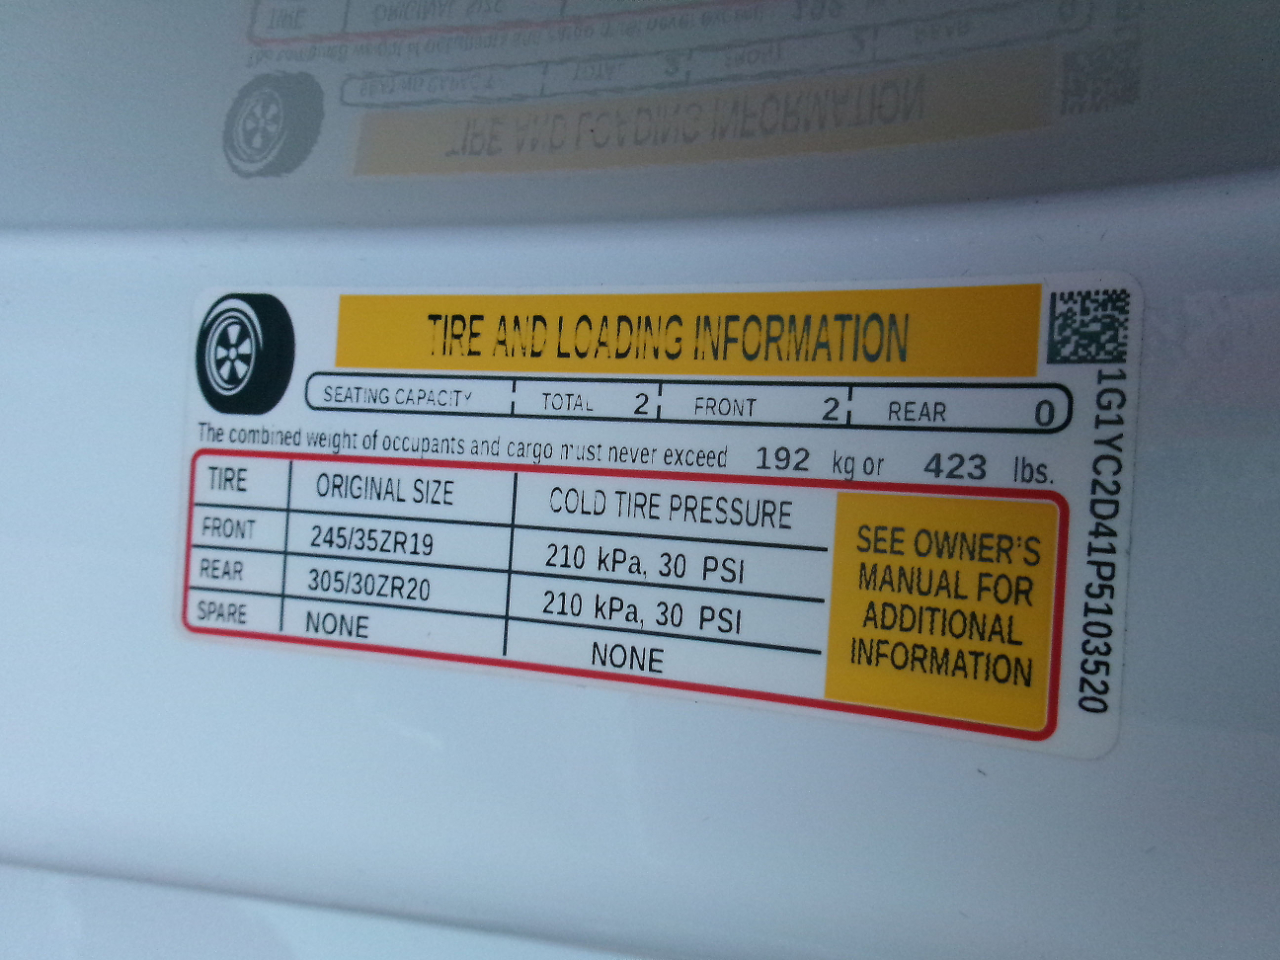 TIRE AND LOADING INFORMATION
SEATING CAPACITY TOTAL 2 FRONT 2 REAR 0
The combined weight of occupants and cargo must never exceed 192 kg or 423 lbs.
TIRE ORIGINAL SIZE COLD TIRE PRESSURE
FRONT 245/35ZR19 210 kPa, 30 PSI
REAR 305/30ZR20 210 kPa, 30 PSI
SPARE NONE NONE
SEE OWNER'S
MANUAL FOR
ADDITIONAL
INFORMATION
1G1YC2D41P5103520